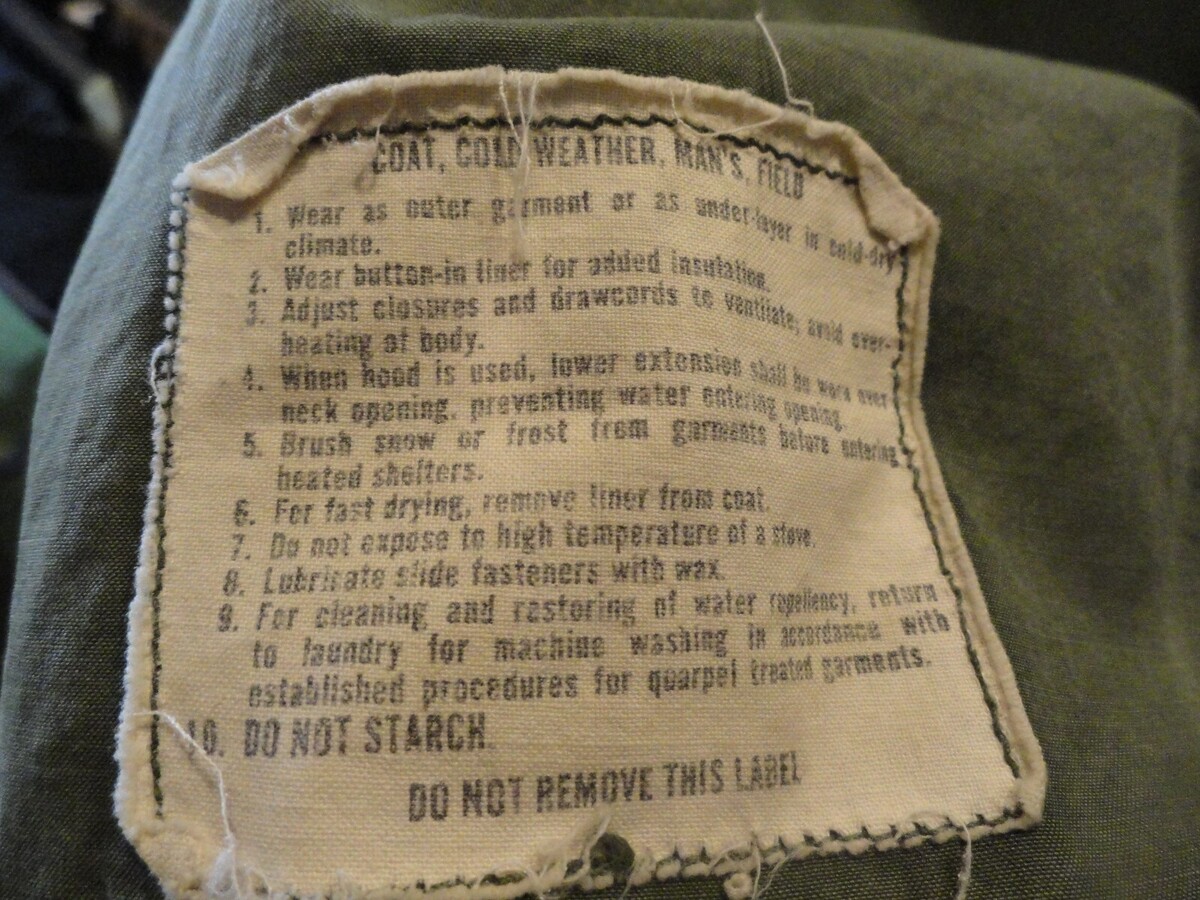 COAT, COLD WEATHER, MAN'S, FIELD
1. Wear as outer garment or as under-layer in cold-dry
climate.
2. Wear button-in liner for added insulation.
3. Adjust closures and drawcords to ventilate; avoid over-
heating of body.
4. When hood is used, lower extension shall be worn over
neck opening, preventing water entering opening.
5. Brush snow or frost from garments before entering
heated shelters.
6. For fast drying, remove liner from coat.
7. Do not expose to high temperature of a stove.
8. Lubricate slide fasteners with wax.
9. For cleaning and restoring of water repellency, return
to laundry for machine washing in accordance with
established procedures for quarpel treated garments.
10. DO NOT STARCH.
DO NOT REMOVE THIS LABEL